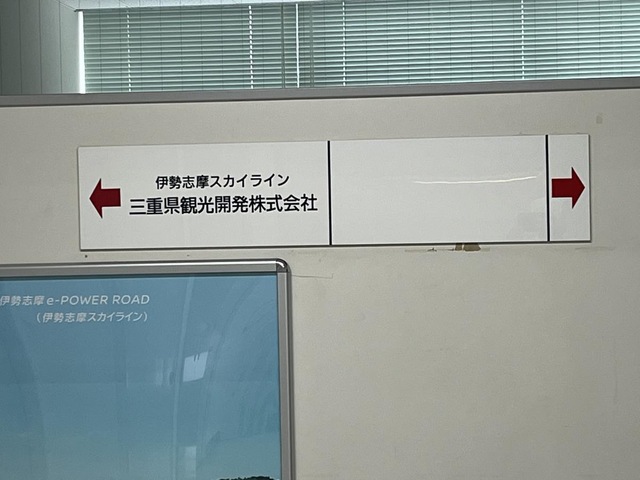 伊勢志摩スカイライン
三重県観光開発株式会社
伊勢志摩 e-POWER ROAD
（伊勢志摩スカイライン）